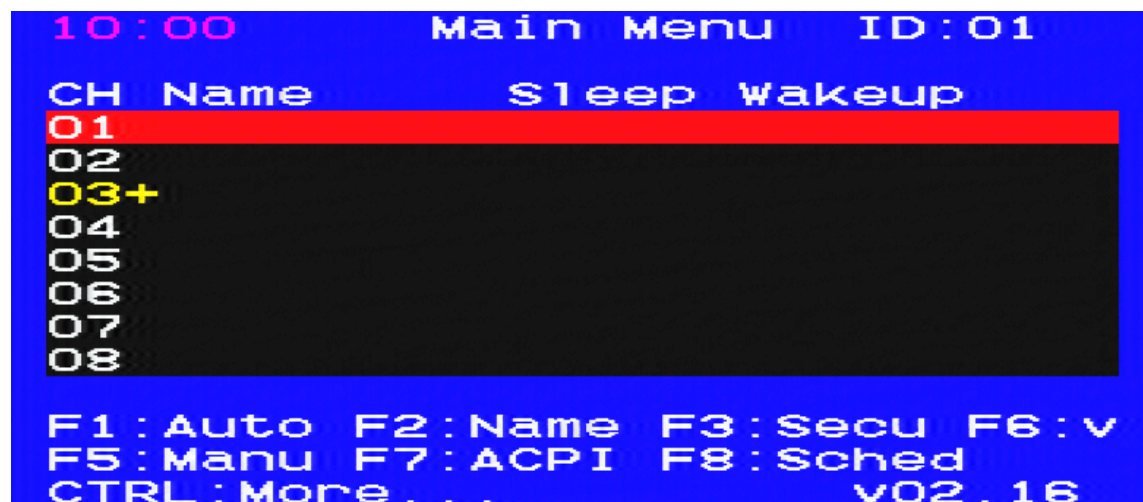 10:00 Main Menu ID:01
CH Name Sleep Wakeup
01
02
03+
04
05
06
07
08
F1:Auto F2:Name F3:Secu F6:v
F5:Manu F7:ACPI F8:Sched
CTRL:More... v02.16